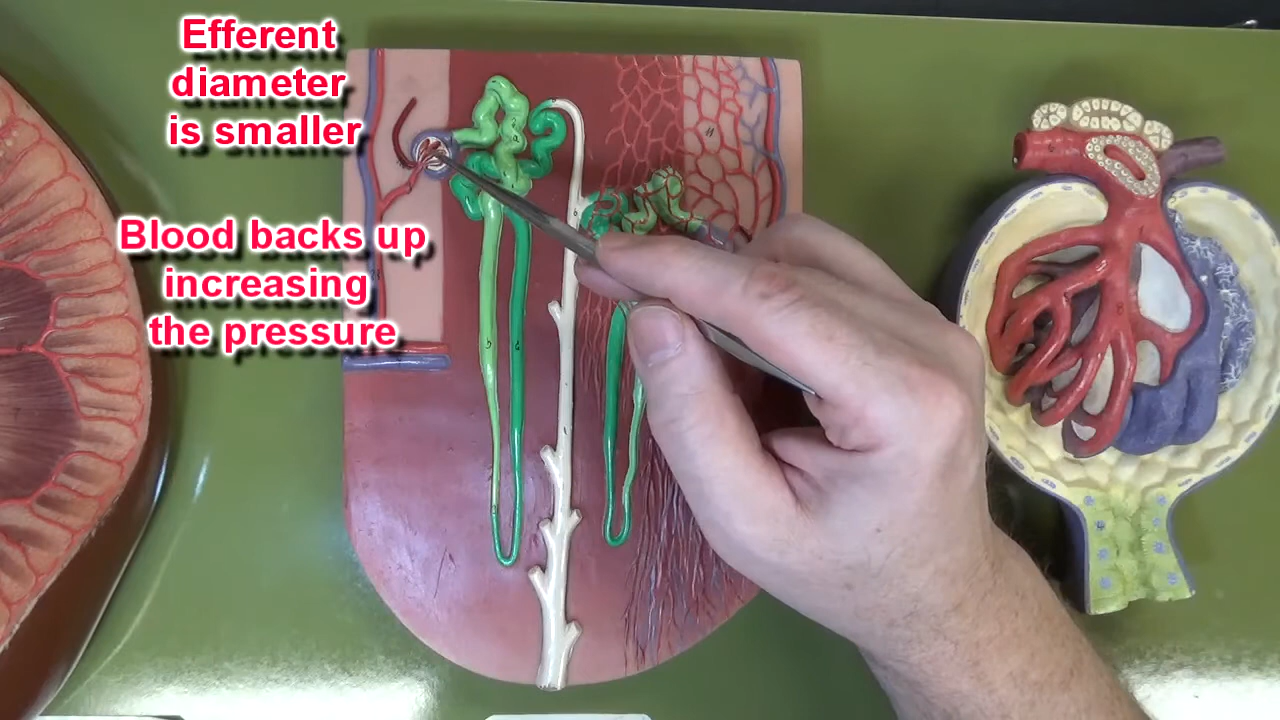 Efferent
diameter
is smaller
Blood backs up
increasing
the pressure